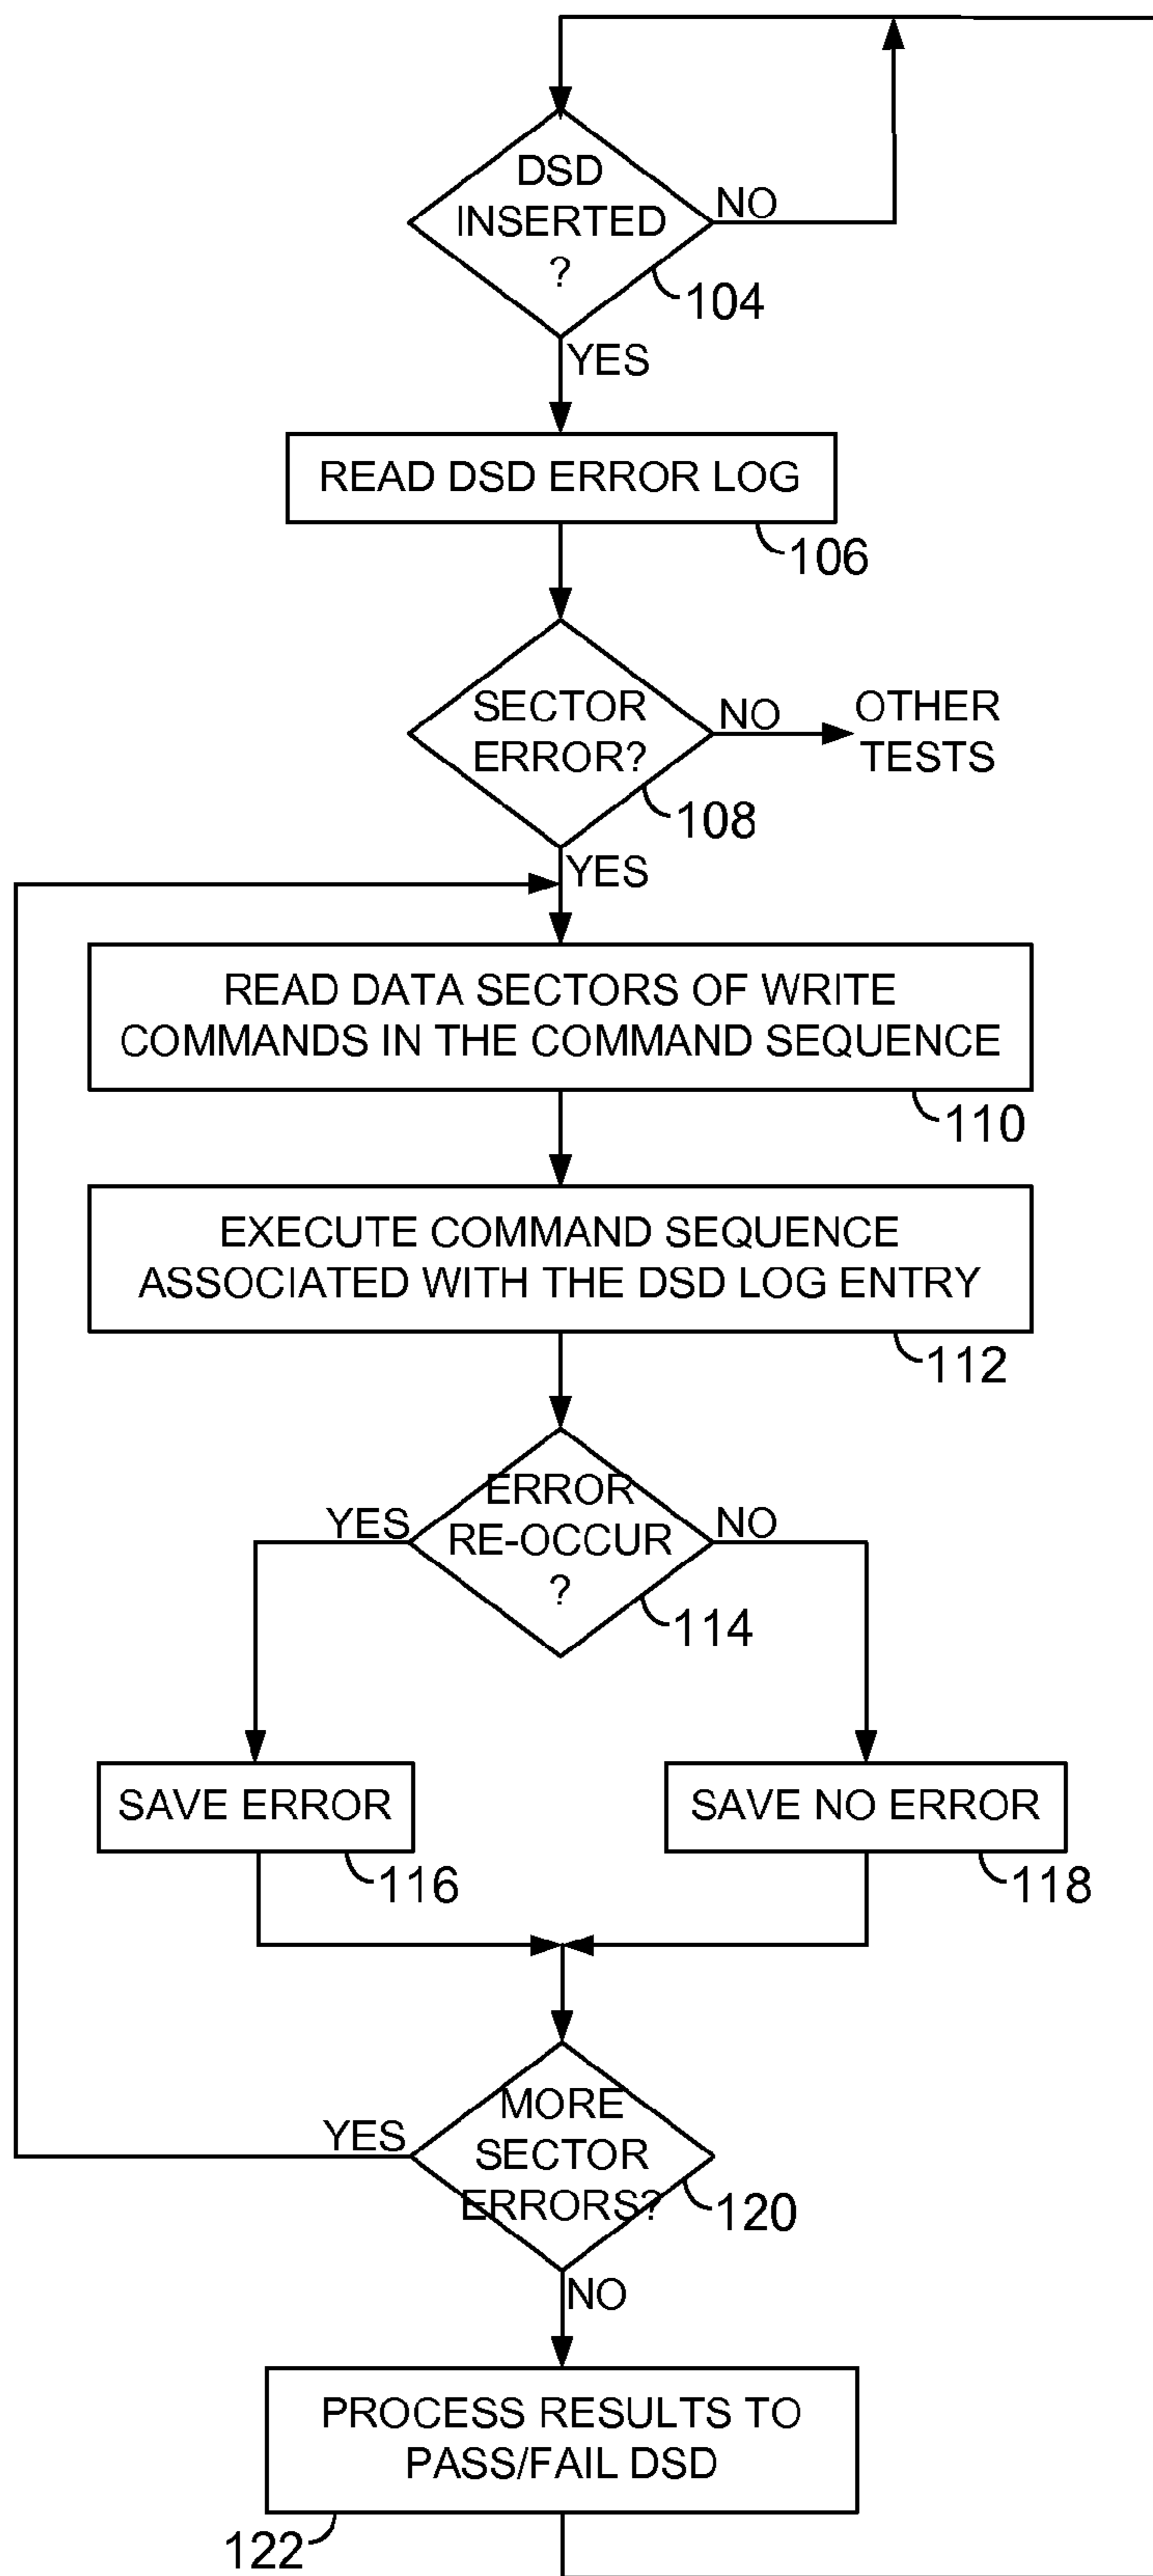 DSD
INSERTED
?
NO
104
YES
READ DSD ERROR LOG
106
SECTOR
ERROR?
NO
OTHER
TESTS
108
YES
READ DATA SECTORS OF WRITE
COMMANDS IN THE COMMAND SEQUENCE
110
EXECUTE COMMAND SEQUENCE
ASSOCIATED WITH THE DSD LOG ENTRY
112
ERROR
RE-OCCUR
?
YES
NO
114
SAVE ERROR
116
SAVE NO ERROR
118
MORE
SECTOR
ERRORS?
YES
120
NO
PROCESS RESULTS TO
PASS/FAIL DSD
122